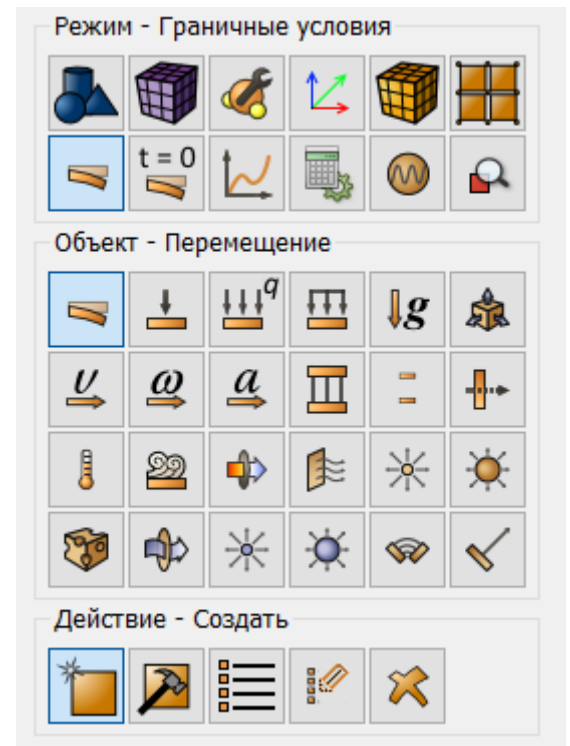 Режим - Граничные условия
t = 0
Объект - Перемещение
q
g
υ ω a
Действие - Создать